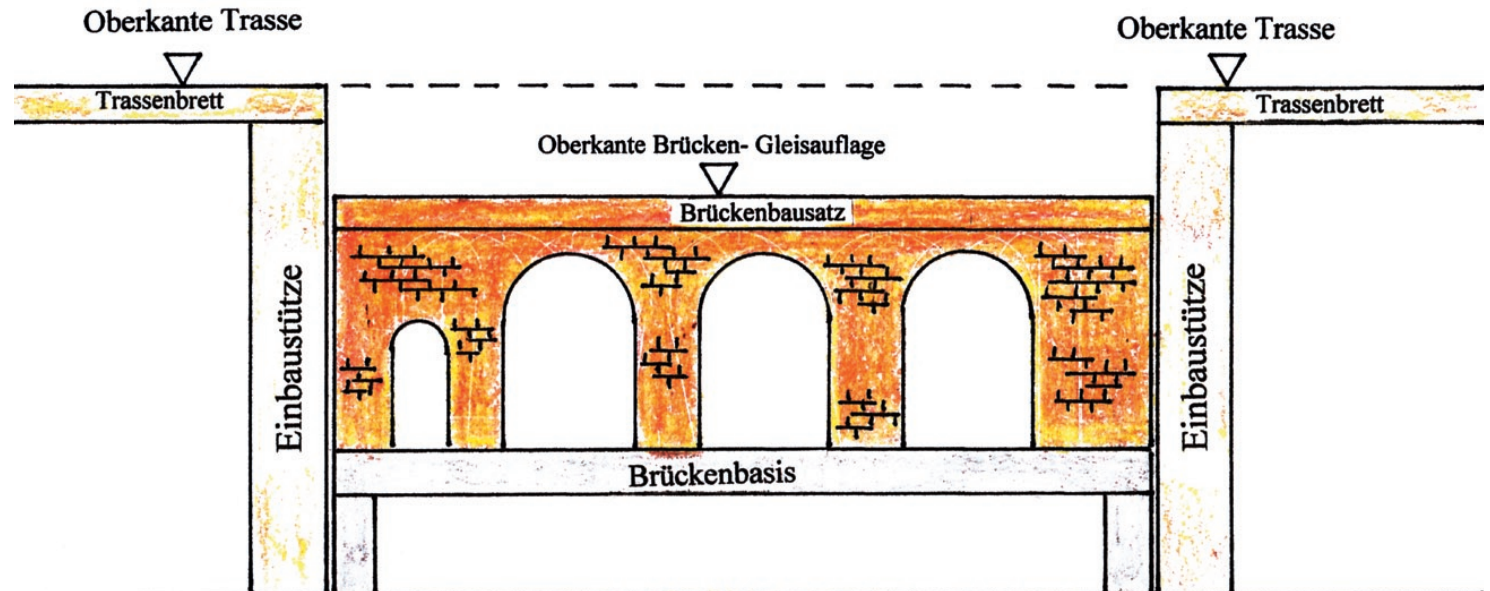 Oberkante Trasse
Oberkante Trasse
Trassenbrett
Trassenbrett
Oberkante Brücken- Gleisauflage
Brückenbausatz
Einbaustütze
Einbaustütze
Brückenbasis